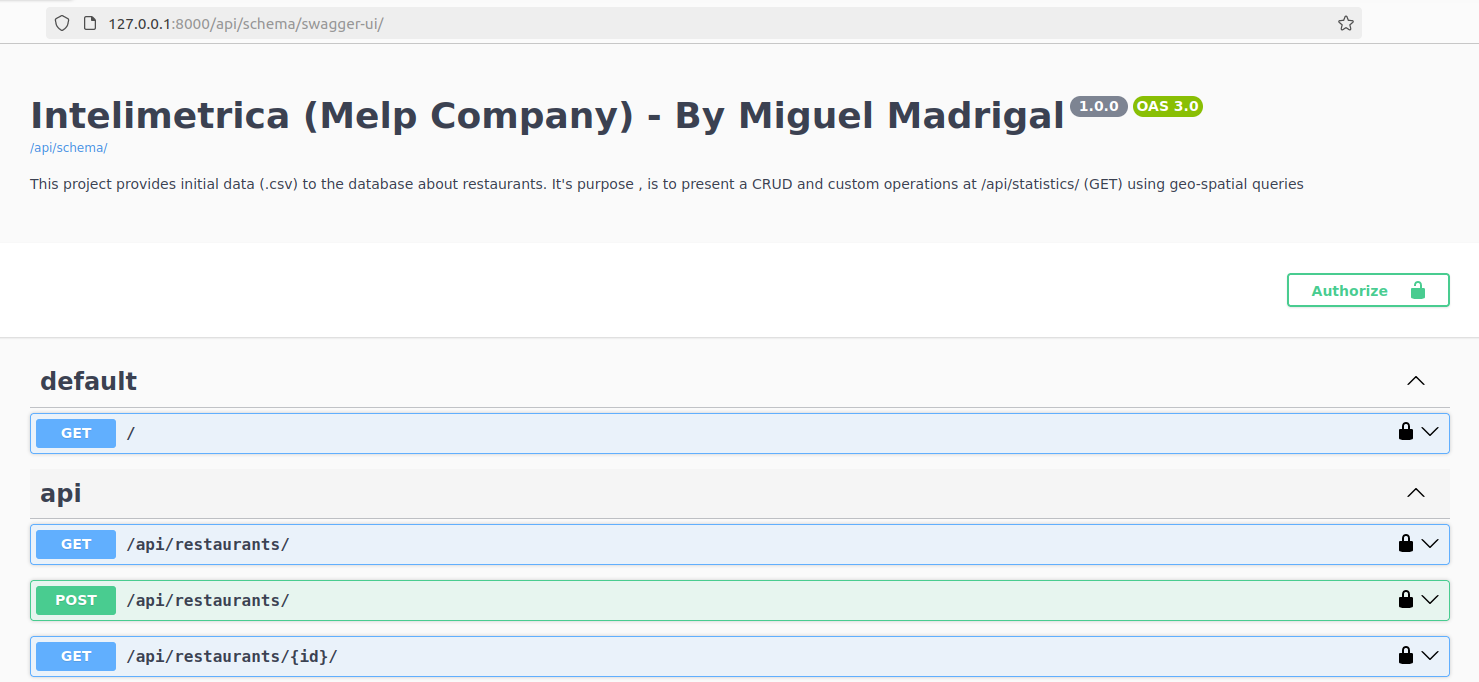 127.0.0.1:8000/api/schema/swagger-ui/
Intelimetrica (Melp Company) - By Miguel Madrigal 1.0.0 OAS 3.0
/api/schema/
This project provides initial data (.csv) to the database about restaurants. It's purpose , is to present a CRUD and custom operations at /api/statistics/ (GET) using geo-spatial queries
Authorize
default
GET /
api
GET /api/restaurants/
POST /api/restaurants/
GET /api/restaurants/{id}/